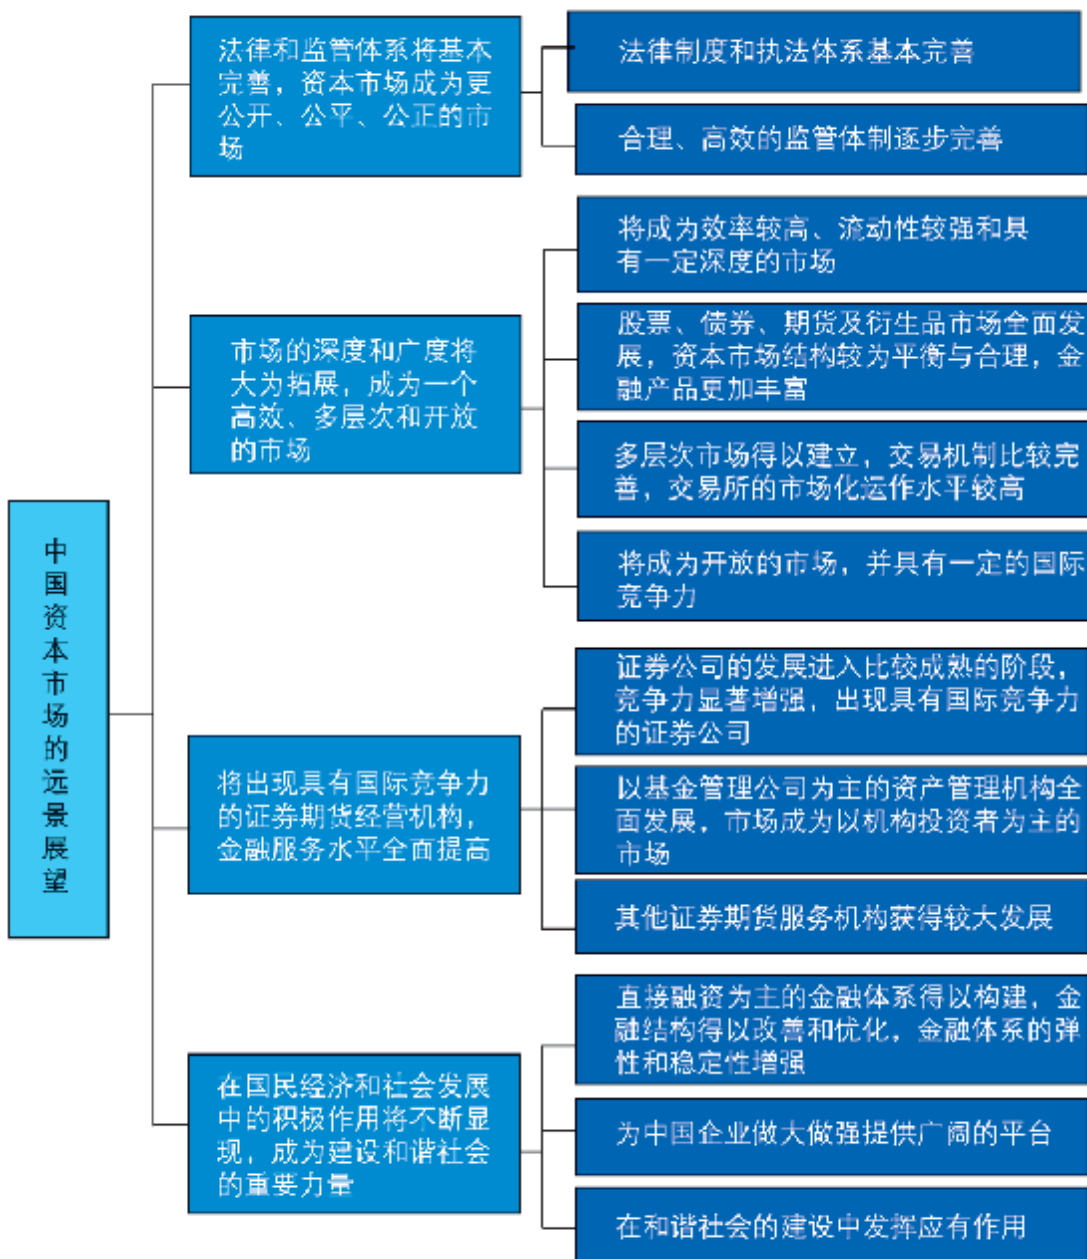 中国资本市场的远景展望
法律和监管体系将基本
完善，资本市场成为更
公开、公平、公正的市
场
法律制度和执法体系基本完善
合理、高效的监管体制逐步完善
市场的深度和广度将
大为拓展，成为一个
高效、多层次和开放
的市场
将成为效率较高、流动性较强和具
有一定深度的市场
股票、债券、期货及衍生品市场全面发
展，资本市场结构较为平衡与合理，金
融产品更加丰富
多层次市场得以建立，交易机制比较完
善，交易所的市场化运作水平较高
将成为开放的市场，并具有一定的国际
竞争力
将出现具有国际竞争力
的证券期货经营机构，
金融服务水平全面提高
证券公司的发展进入比较成熟的阶段，
竞争力显著增强，出现具有国际竞争力
的证券公司
以基金管理公司为主的资产管理机构全
面发展，市场成为以机构投资者为主的
市场
其他证券期货服务机构获得较大发展
在国民经济和社会发展
中的积极作用将不断显
现，成为建设和谐社会
的重要力量
直接融资为主的金融体系得以构建，金
融结构得以改善和优化，金融体系的弹
性和稳定性增强
为中国企业做大做强提供广阔的平台
在和谐社会的建设中发挥应有作用